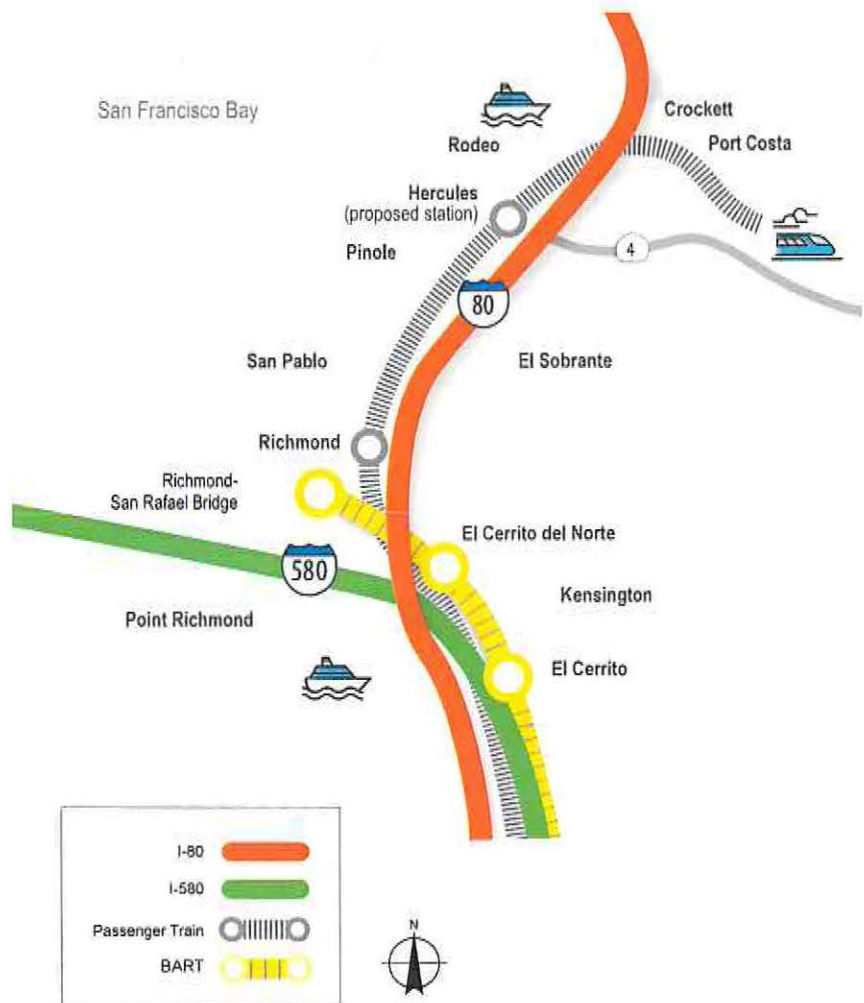 San Francisco Bay
Crockett
Port Costa
Rodeo
Hercules
(proposed station)
4
Pinole
80
San Pablo
El Sobrante
Richmond
Richmond-
San Rafael Bridge
El Cerrito del Norte
580
Kensington
Point Richmond
El Cerrito
I-80
I-580
Passenger Train
BART
N